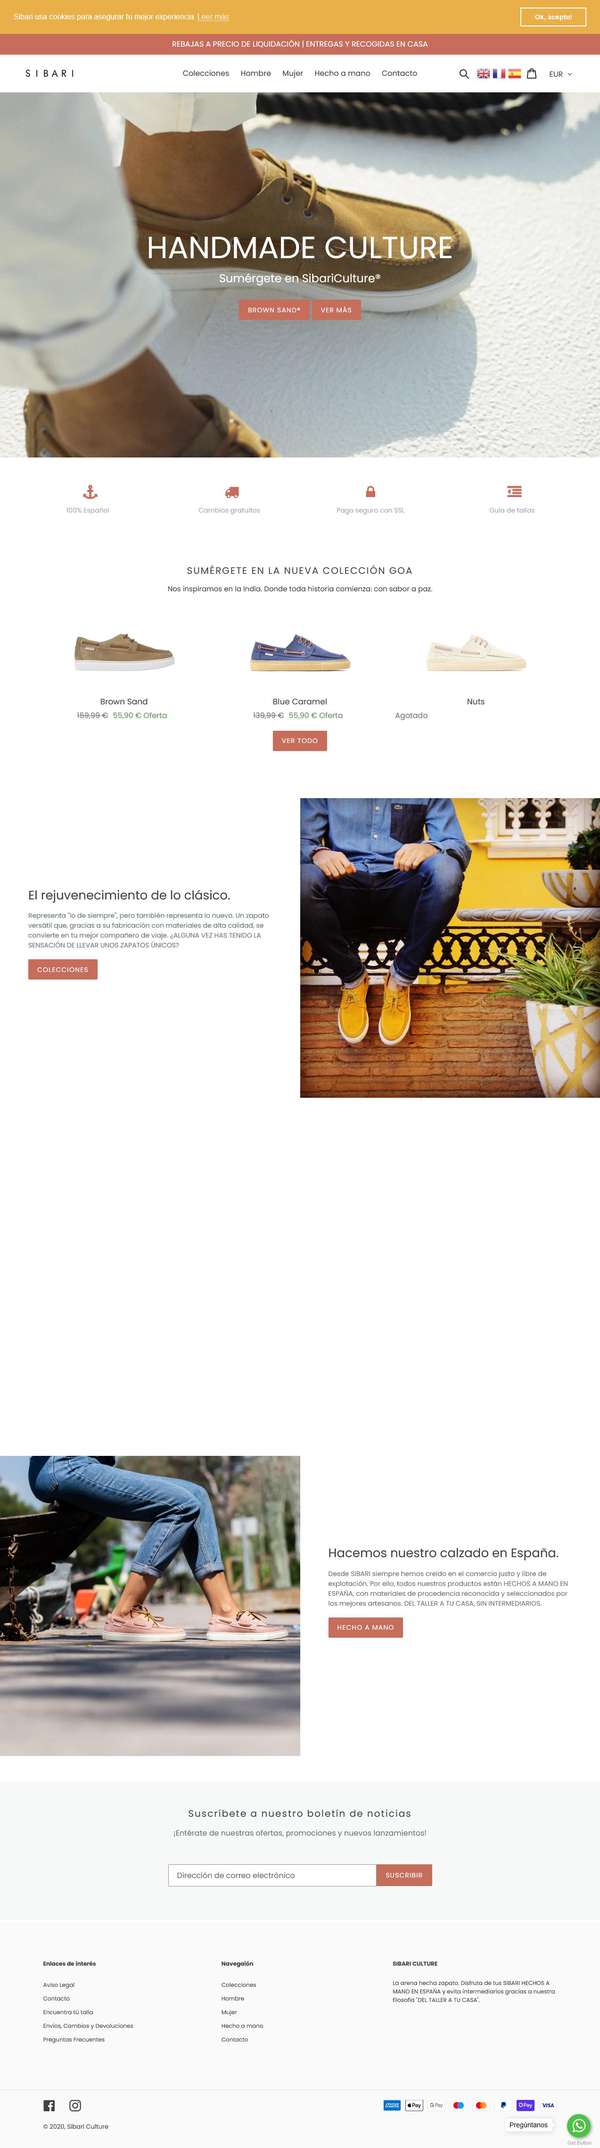 Sibari usa cookies para asegurar tu mejor experiencia. Leer más
Ok, acepto!
REBAJAS A PRECIO DE LIQUIDACIÓN | ENTREGAS Y RECOGIDAS EN CASA
SIBARI
Colecciones Hombre Mujer Hecho a mano Contacto
EUR
HANDMADE CULTURE
Sumérgete en SibariCulture®
BROWN SAND® VER MÁS
100% Español
Cambios gratuitos
Pago seguro con SSL
Guía de tallas
SUMÉRGETE EN LA NUEVA COLECCIÓN GOA
Nos inspiramos en la India. Donde toda historia comienza: con sabor a paz.
Brown Sand
159,99 € 55,90 € Oferta
Blue Caramel
139,99 € 55,90 € Oferta
Nuts
Agotado
VER TODO
El rejuvenecimiento de lo clásico.
Representa "lo de siempre", pero también representa lo nuevo. Un zapato
versátil que, gracias a su fabricación con materiales de alta calidad, se
convierte en tu mejor compañero de viaje. ¿ALGUNA VEZ HAS TENIDO LA
SENSACIÓN DE LLEVAR UNOS ZAPATOS ÚNICOS?
COLECCIONES
Hacemos nuestro calzado en España.
Desde SIBARI siempre hemos creído en el comercio justo y libre de
explotación. Por ello, todos nuestros productos están HECHOS A MANO EN
ESPAÑA, con materiales de procedencia reconocida y seleccionados por
los mejores artesanos. DEL TALLER A TU CASA, SIN INTERMEDIARIOS.
HECHO A MANO
Suscríbete a nuestro boletín de noticias
¡Entérate de nuestras ofertas, promociones y nuevos lanzamientos!
Dirección de correo electrónico
SUSCRIBIR
Enlaces de interés
Aviso Legal
Contacto
Encuentra tú talla
Envíos, Cambios y Devoluciones
Preguntas Frecuentes
Navegaión
Colecciones
Hombre
Mujer
Hecho a mano
Contacto
SIBARI CULTURE
La arena hecha zapato. Disfruta de tus SIBARI HECHOS A
MANO EN ESPAÑA y evita intermediarios gracias a nuestra
filosofía "DEL TALLER A TU CASA".
Pay G Pay Pay VISA
© 2020, Sibari Culture
Pregúntanos
GetButton